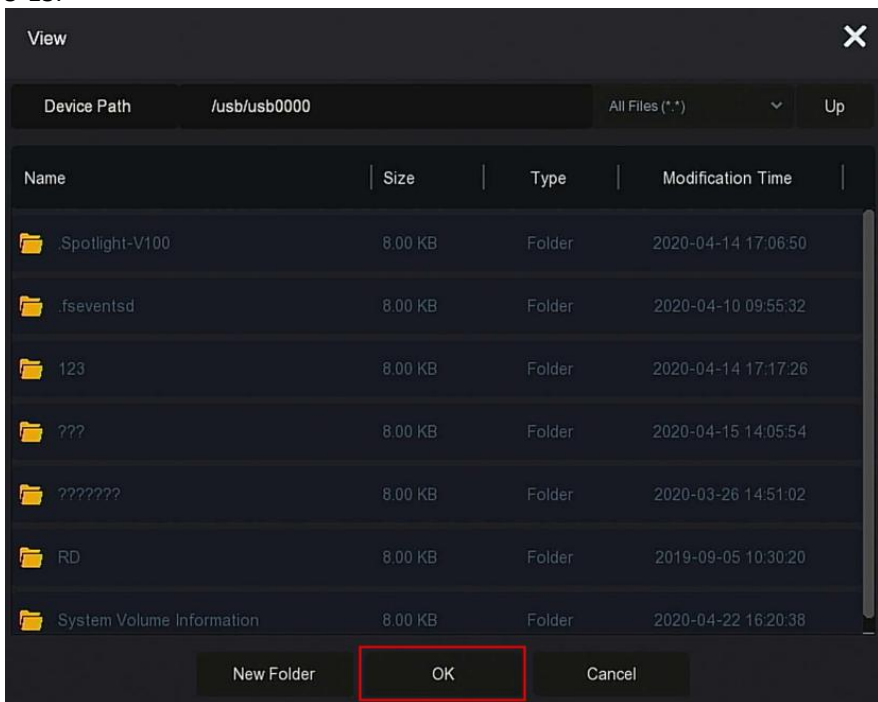 View
Device Path /usb/usb0000 All Files (*.*) Up
Name Size Type Modification Time
.Spotlight-V100 8.00 KB Folder 2020-04-14 17:06:50
.fseventsd 8.00 KB Folder 2020-04-10 09:55:32
123 8.00 KB Folder 2020-04-14 17:17:26
??? 8.00 KB Folder 2020-04-15 14:05:54
??????? 8.00 KB Folder 2020-03-26 14:51:02
RD 8.00 KB Folder 2019-09-05 10:30:20
System Volume Information 8.00 KB Folder 2020-04-22 16:20:38
New Folder OK Cancel